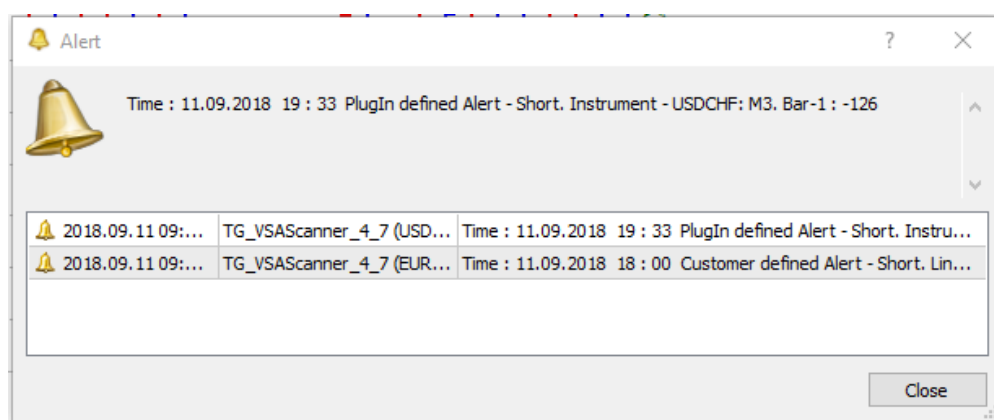 Alert
?
Time : 11.09.2018 19 : 33 PlugIn defined Alert - Short. Instrument - USDCHF: M3. Bar-1 : -126
2018.09.11 09:... TG_VSAScanner_4_7 (USD... Time : 11.09.2018 19 : 33 PlugIn defined Alert - Short. Instru...
2018.09.11 09:... TG_VSAScanner_4_7 (EUR... Time : 11.09.2018 18 : 00 Customer defined Alert - Short. Lin...
Close